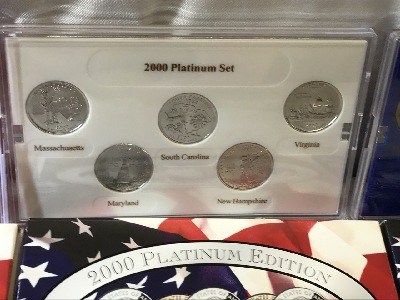 2000 Platinum Set
Massachusetts
South Carolina
Virginia
Maryland
New Hampshire
2000 PLATINUM EDITION